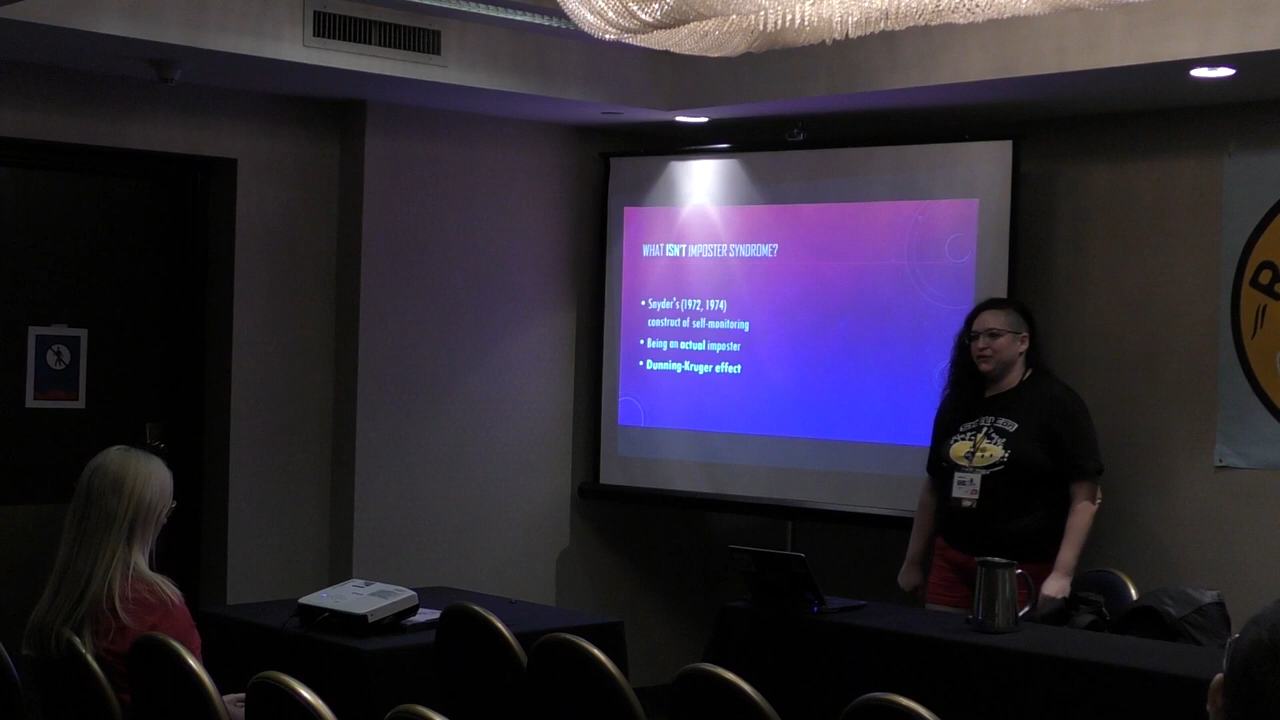 WHAT ISN'T IMPOSTER SYNDROME?
• Snyder's (1972, 1974)
construct of self-monitoring
• Being an actual imposter
• Dunning-Kruger effect
B